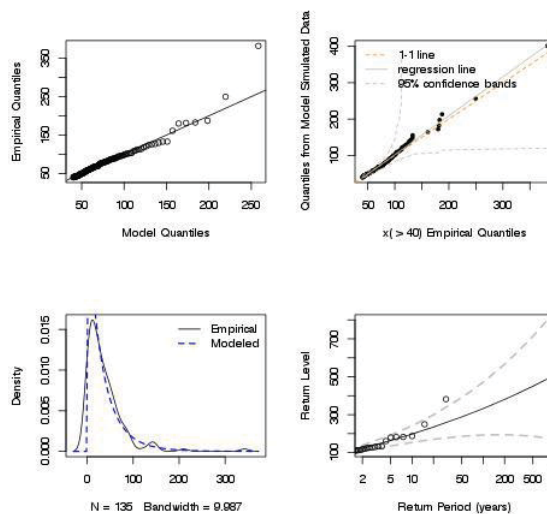 Empirical Quantiles
350
250
150
50
50 100 150 200 250
Model Quantiles
Quantiles from Model Simulated Data
400
300
200
100
1-1 line
regression line
95% confidence bands
50 100 200 300
x( > 40) Empirical Quantiles
Density
0.015
0.010
0.005
0.000
Empirical
Modeled
0 100 200 300
N = 135 Bandwidth = 9.987
Return Level
700
500
300
100
2 5 10 50 200 500
Return Period (years)